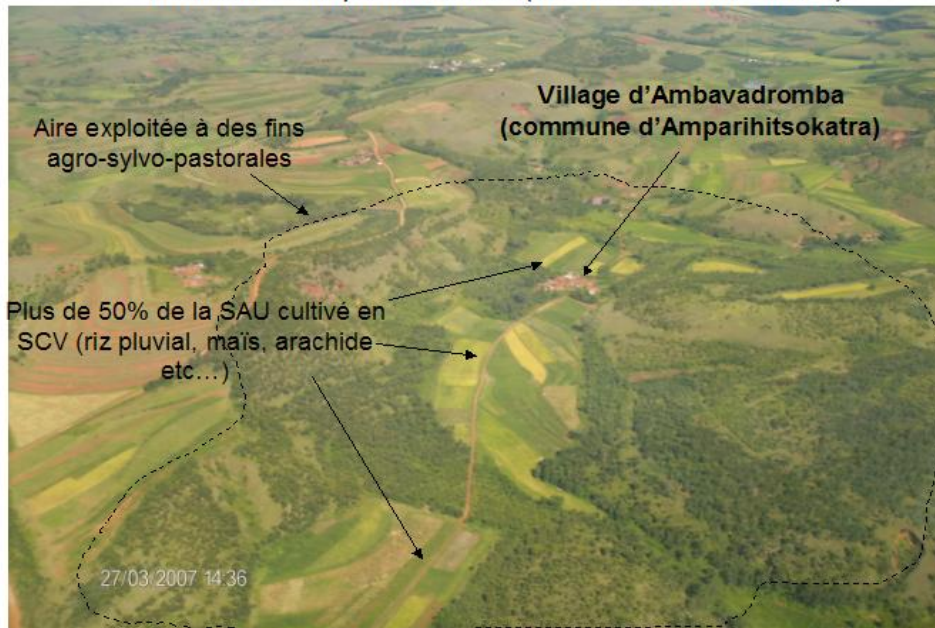 Village d'Ambavadromba
(commune d'Amparihitsokatra)
Aire exploitée à des fins
agro-sylvo-pastorales
Plus de 50% de la SAU cultivé en
SCV (riz pluvial, maïs, arachide
etc…)
27/03/2007 14:36